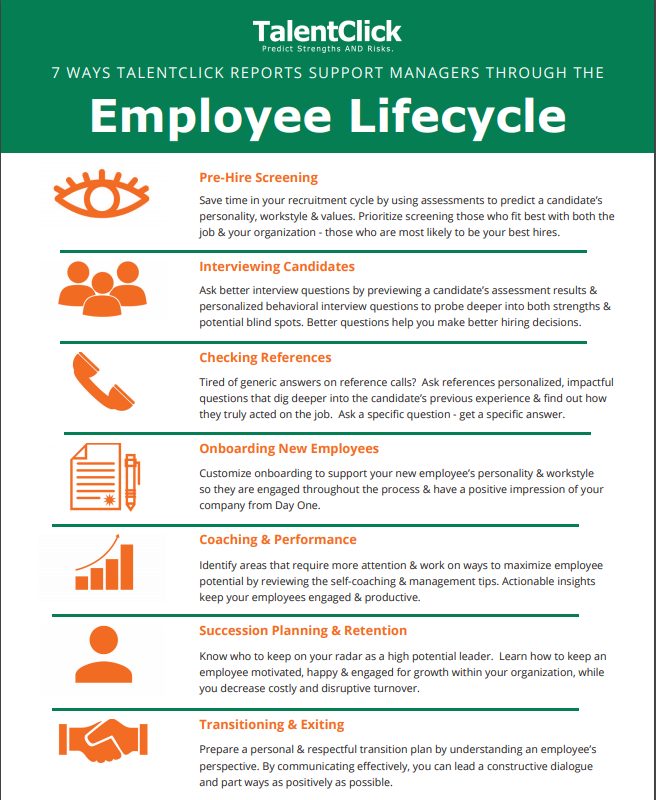 TalentClick
Predict Strengths AND Risks.
7 WAYS TALENTCLICK REPORTS SUPPORT MANAGERS THROUGH THE
Employee Lifecycle
Pre-Hire Screening
Save time in your recruitment cycle by using assessments to predict a candidate's
personality, workstyle & values. Prioritize screening those who fit best with both the
job & your organization - those who are most likely to be your best hires.
Interviewing Candidates
Ask better interview questions by previewing a candidate's assessment results &
personalized behavioral interview questions to probe deeper into both strengths &
potential blind spots. Better questions help you make better hiring decisions.
Checking References
Tired of generic answers on reference calls?  Ask references personalized, impactful
questions that dig deeper into the candidate's previous experience & find out how
they truly acted on the job.  Ask a specific question - get a specific answer.
Onboarding New Employees
Customize onboarding to support your new employee's personality & workstyle
so they are engaged throughout the process & have a positive impression of your
company from Day One.
Coaching & Performance
Identify areas that require more attention & work on ways to maximize employee
potential by reviewing the self-coaching & management tips. Actionable insights
keep your employees engaged & productive.
Succession Planning & Retention
Know who to keep on your radar as a high potential leader.  Learn how to keep an
employee motivated, happy & engaged for growth within your organization, while
you decrease costly and disruptive turnover.
Transitioning & Exiting
Prepare a personal & respectful transition plan by understanding an employee's
perspective. By communicating effectively, you can lead a constructive dialogue
and part ways as positively as possible.